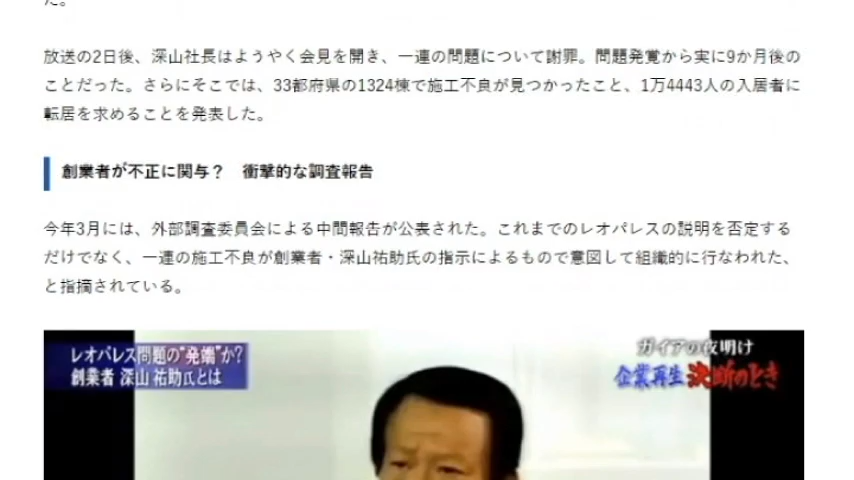 た。
放送の2日後、深山社長はようやく会見を開き、一連の問題について謝罪。問題発覚から実に9か月後の
ことだった。さらにそこでは、33都府県の1324棟で施工不良が見つかったこと、1万4443人の入居者に
転居を求めることを発表した。
創業者が不正に関与？　衝撃的な調査報告
今年3月には、外部調査委員会による中間報告が公表された。これまでのレオパレスの説明を否定する
だけでなく、一連の施工不良が創業者・深山祐助氏の指示によるもので意図して組織的に行なわれた、
と指摘されている。
レオパレス問題の"発端"か?
創業者 深山 祐助氏とは
ガイアの夜明け
企業再生 決断のとき